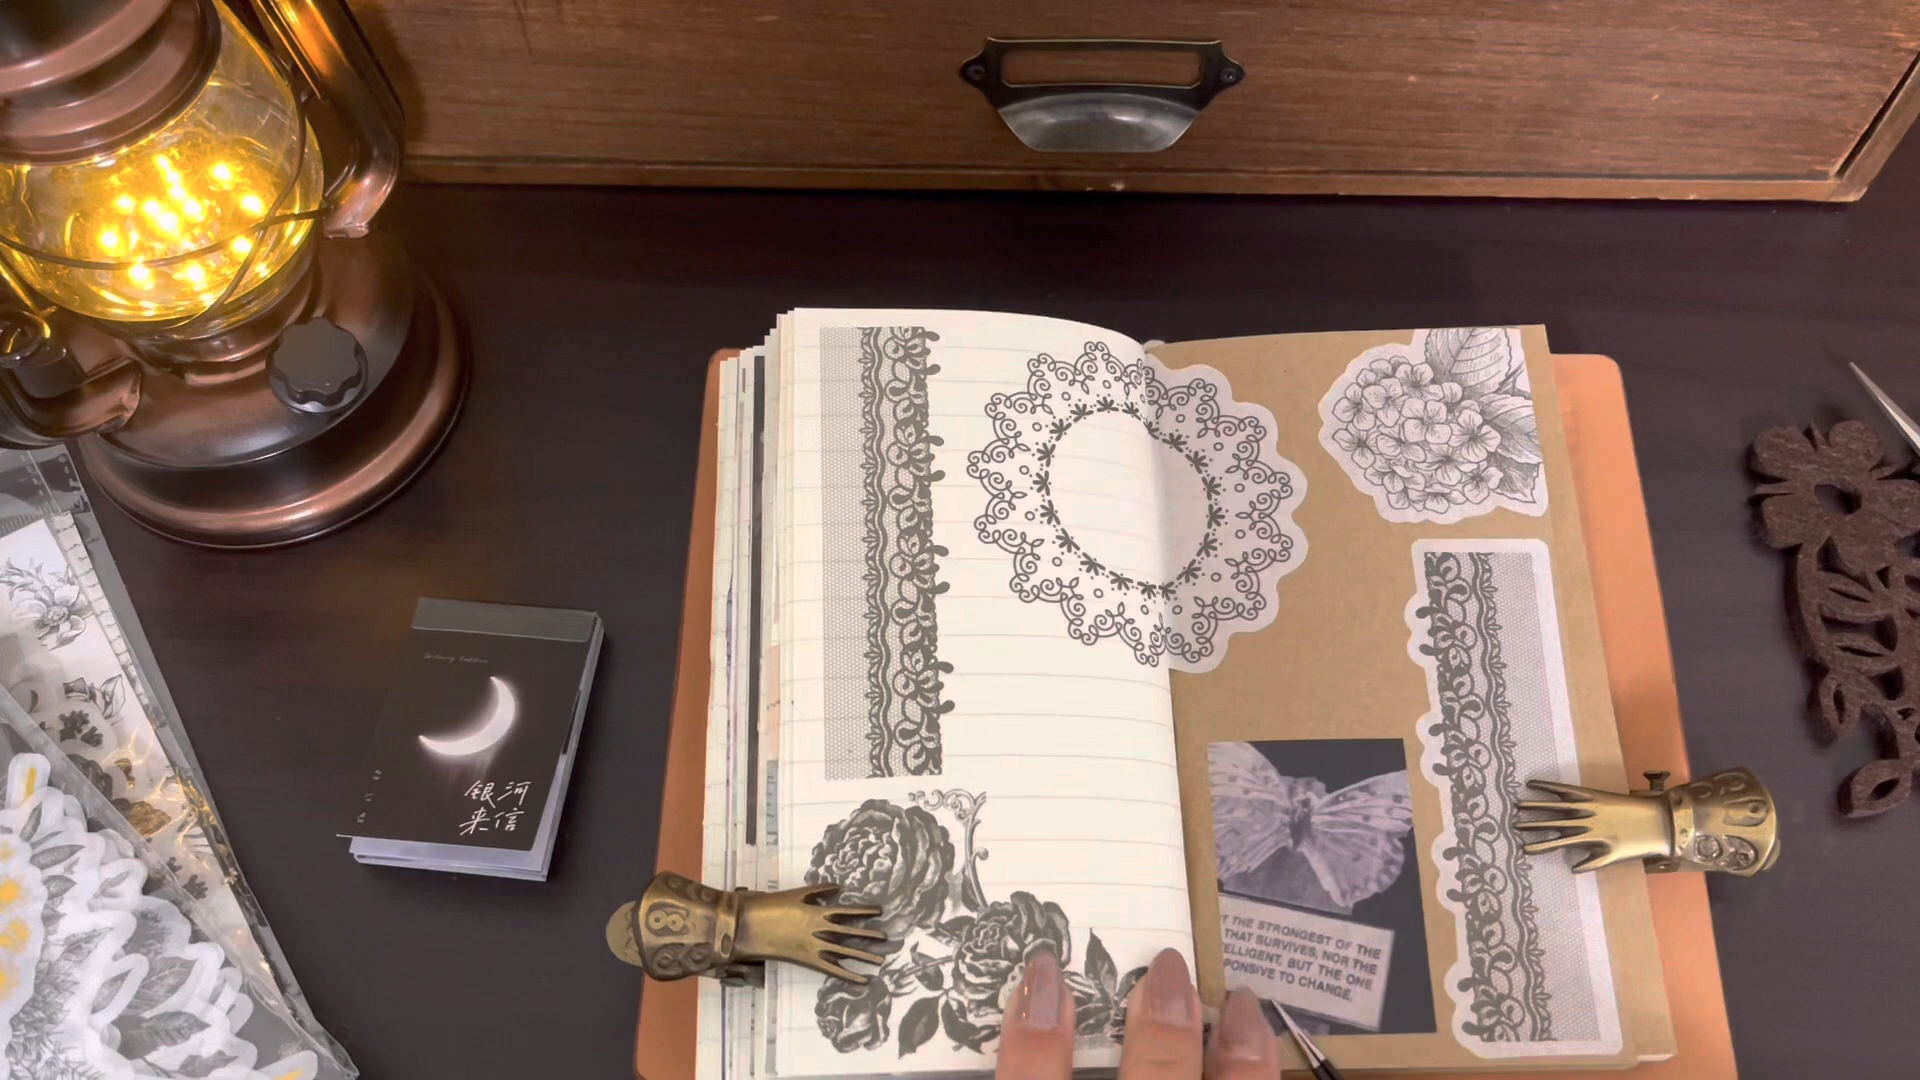 银河
来信
THE STRONGEST OF THE
THAT SURVIVES, NOR THE
ELLIGENT, BUT THE ONE
PONSIVE TO CHANGE.